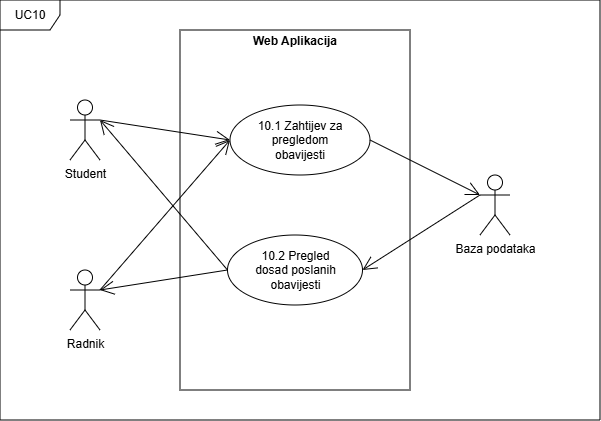 UC10
Web Aplikacija
10.1 Zahtijev za
pregledom
obavijesti
Student
Baza podataka
10.2 Pregled
dosad poslanih
obavijesti
Radnik